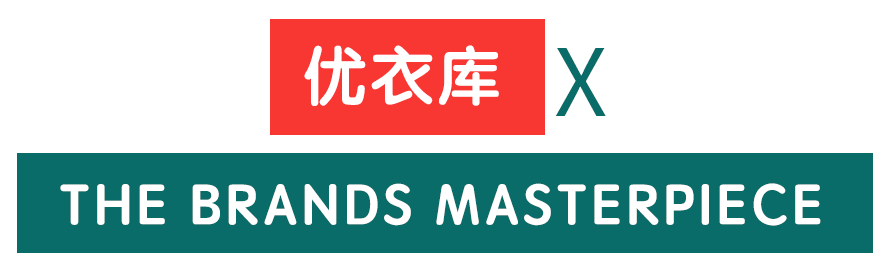 优衣库 X
THE BRANDS MASTERPIECE